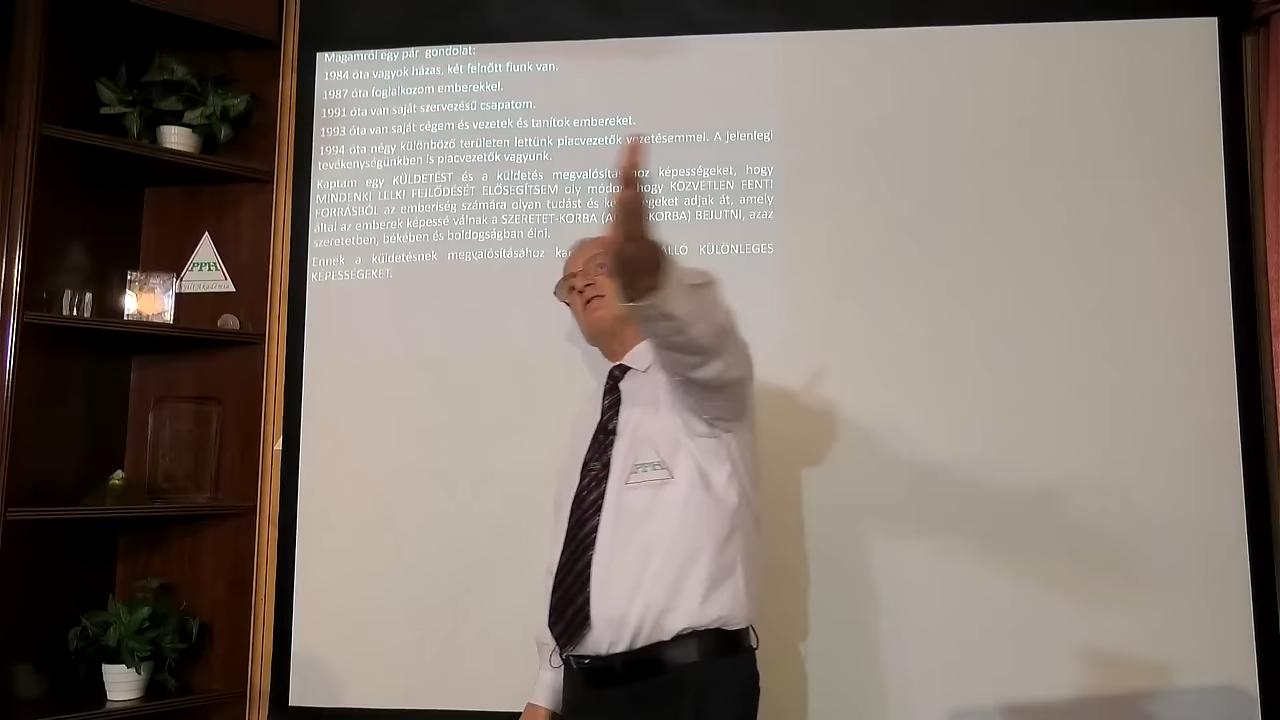 Magamról egy pár gondolat:
1984 óta vagyok házas, két felnőtt fiunk van.
1987 óta foglalkozom emberekkel.
1991 óta van saját szervezésű csapatom.
1993 óta van saját cégem és vezetek és tanítok embereket.
1994 óta négy különböző területen lettünk piacvezetők vezetésemmel. A jelenlegi
tevékenységünkben is piacvezetők vagyunk.
Kaptam egy KÜLDETÉST és a küldetés képességeket, hogy
MINDENKI LELKI FEJLŐDÉSÉT ELŐSEGÍTSEM oly módon hogy KÖZVETLEN FENTI
FORRÁSBÓL az emberiség számára olyan tudást és adjak át, amely
által az emberek képessé válnak a SZERETET-KORBA BEJUTNI, azaz
szeretetben, békében és boldogságban élni.
Ennek a küldetésnek megvalósításához KÜLÖNLEGES
KÉPESSÉGEKET.
PPH
Nyílt Akadémia
PPH